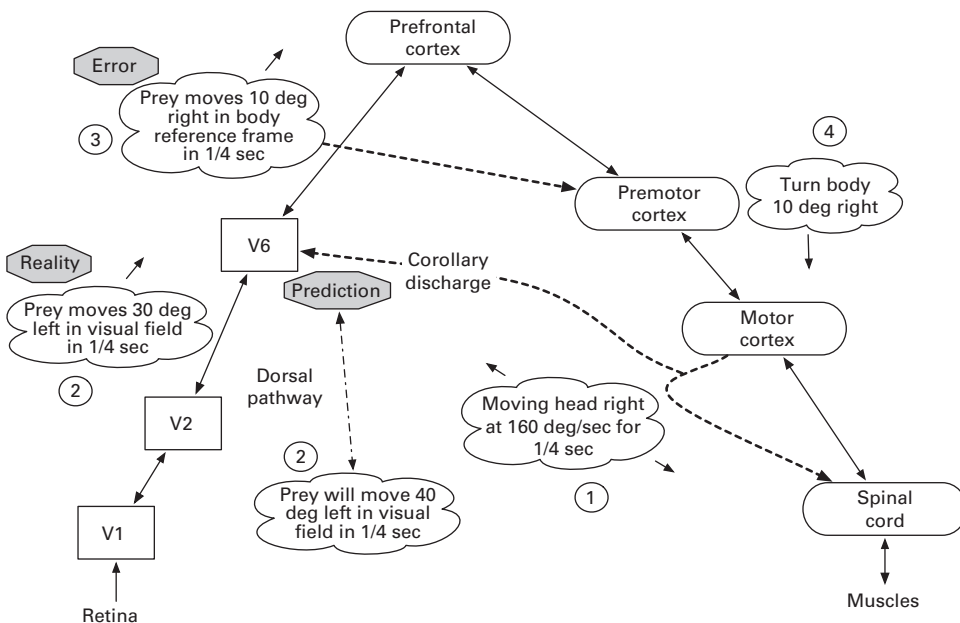 Prefrontal
cortex
Error
Prey moves 10 deg
right in body
reference frame
in 1/4 sec
3
4
Premotor
cortex
Turn body
10 deg right
V6
Reality
Corollary
discharge
Prediction
Prey moves 30 deg
left in visual field
in 1/4 sec
Motor
cortex
2
Dorsal
pathway
Moving head right
at 160 deg/sec for
1/4 sec
V2
2
1
Prey will move 40
deg left in visual
field in 1/4 sec
Spinal
cord
V1
Retina
Muscles